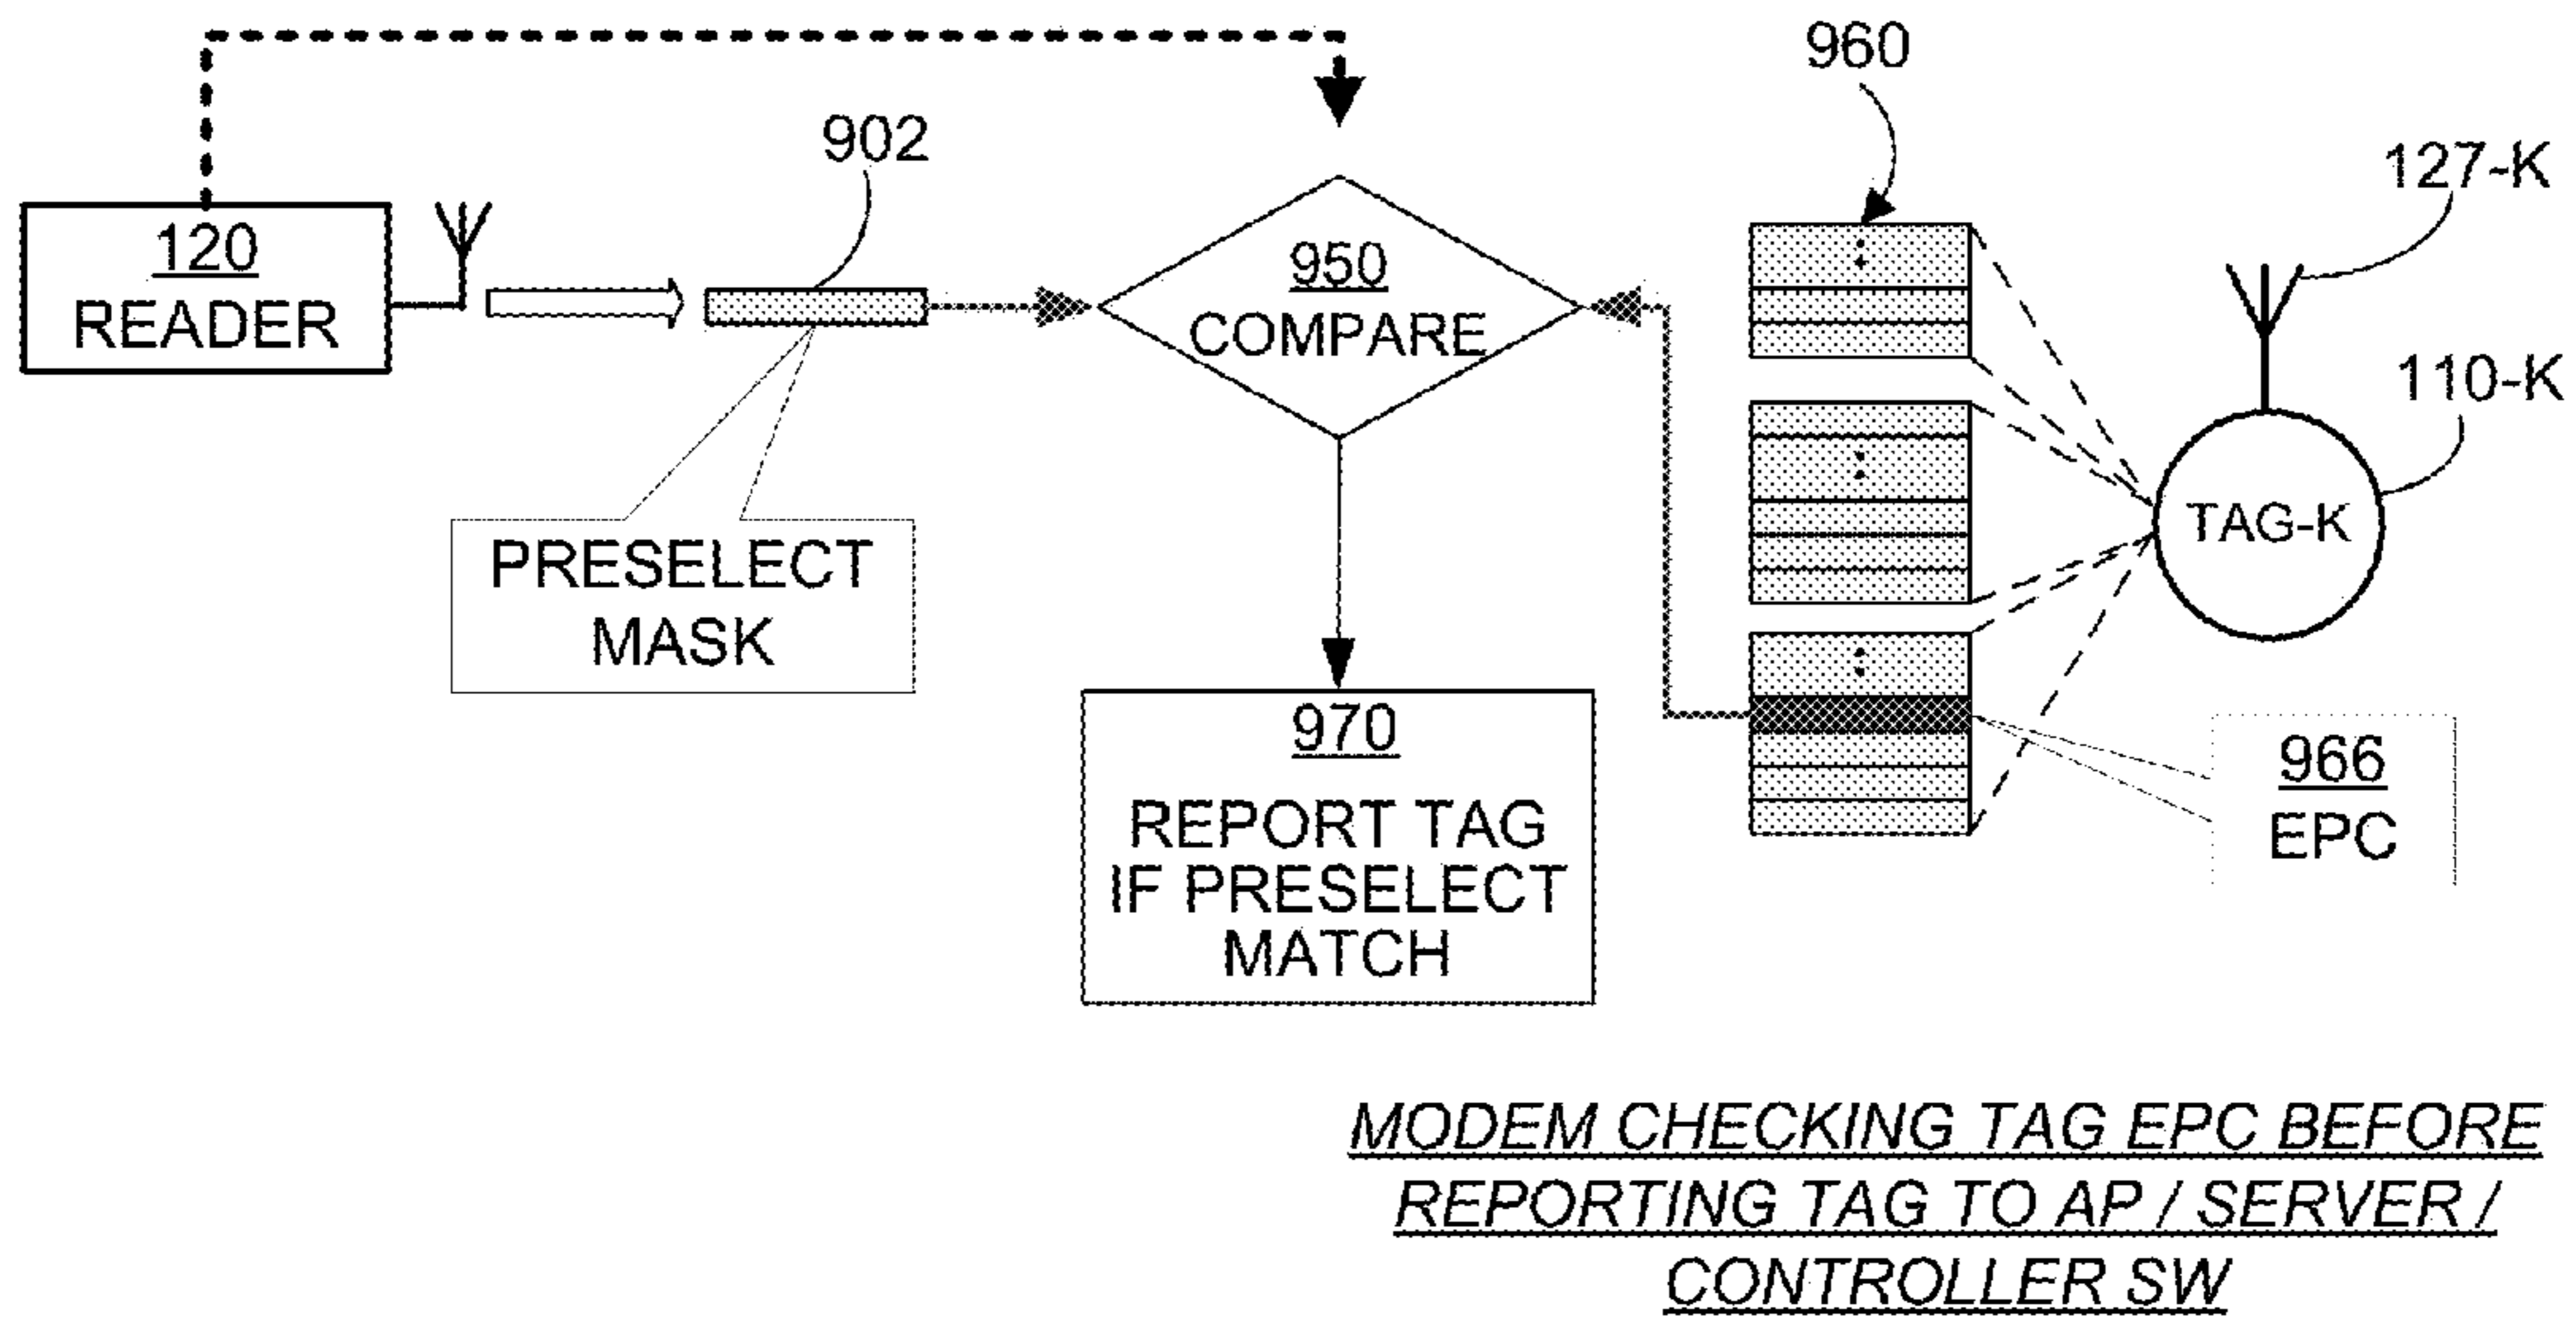 960
902
127-K
120
READER
950
COMPARE
110-K
TAG-K
PRESELECT
MASK
970
REPORT TAG
IF PRESELECT
MATCH
966
EPC
MODEM CHECKING TAG EPC BEFORE
REPORTING TAG TO AP / SERVER /
CONTROLLER SW